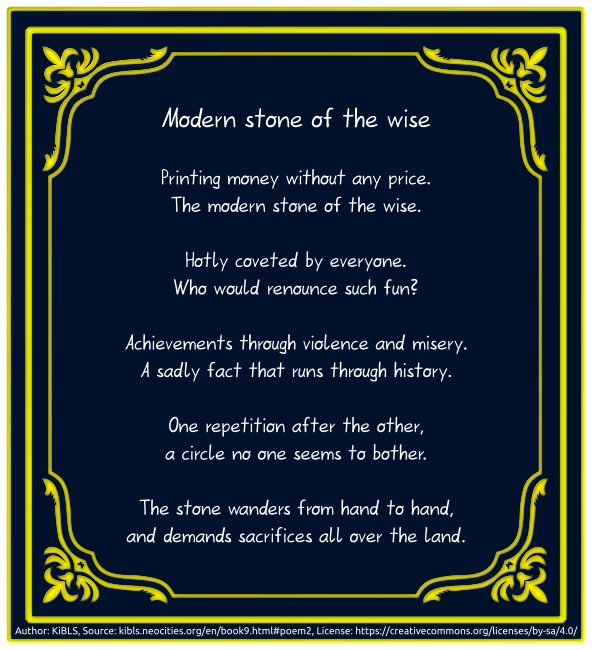 Modern stone of the wise
Printing money without any price.
The modern stone of the wise.
Hotly coveted by everyone.
Who would renounce such fun?
Achievements through violence and misery.
A sadly fact that runs through history.
One repetition after the other,
a circle no one seems to bother.
The stone wanders from hand to hand,
and demands sacrifices all over the land.
Author: KiBLS, Source: kibls.neocities.org/en/book9.html#poem2, License: https://creativecommons.org/licenses/by-sa/4.0/